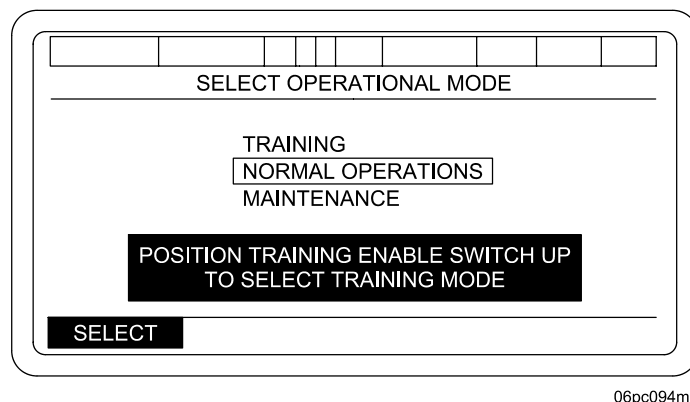 SELECT OPERATIONAL MODE
TRAINING
NORMAL OPERATIONS
MAINTENANCE
POSITION TRAINING ENABLE SWITCH UP
TO SELECT TRAINING MODE
SELECT
06pc094m